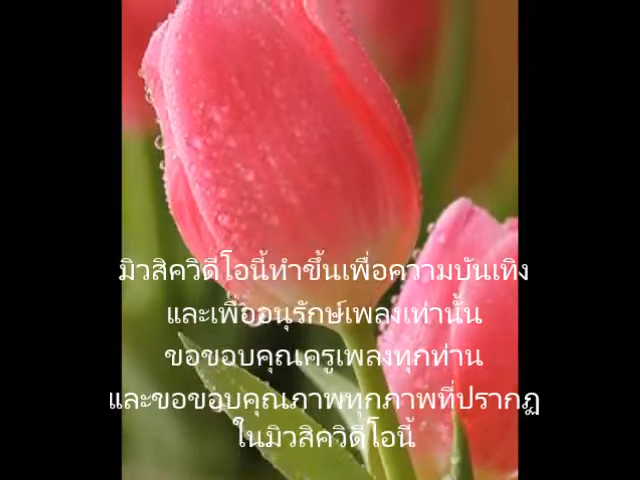 มิวสิควิดีโอนี้ทำขึ้นเพื่อความบันเทิง
และเพื่ออนุรักษ์เพลงเท่านั้น
ขอขอบคุณครูเพลงทุกท่าน
และขอขอบคุณภาพทุกภาพที่ปรากฏ
ในมิวสิควิดีโอนี้